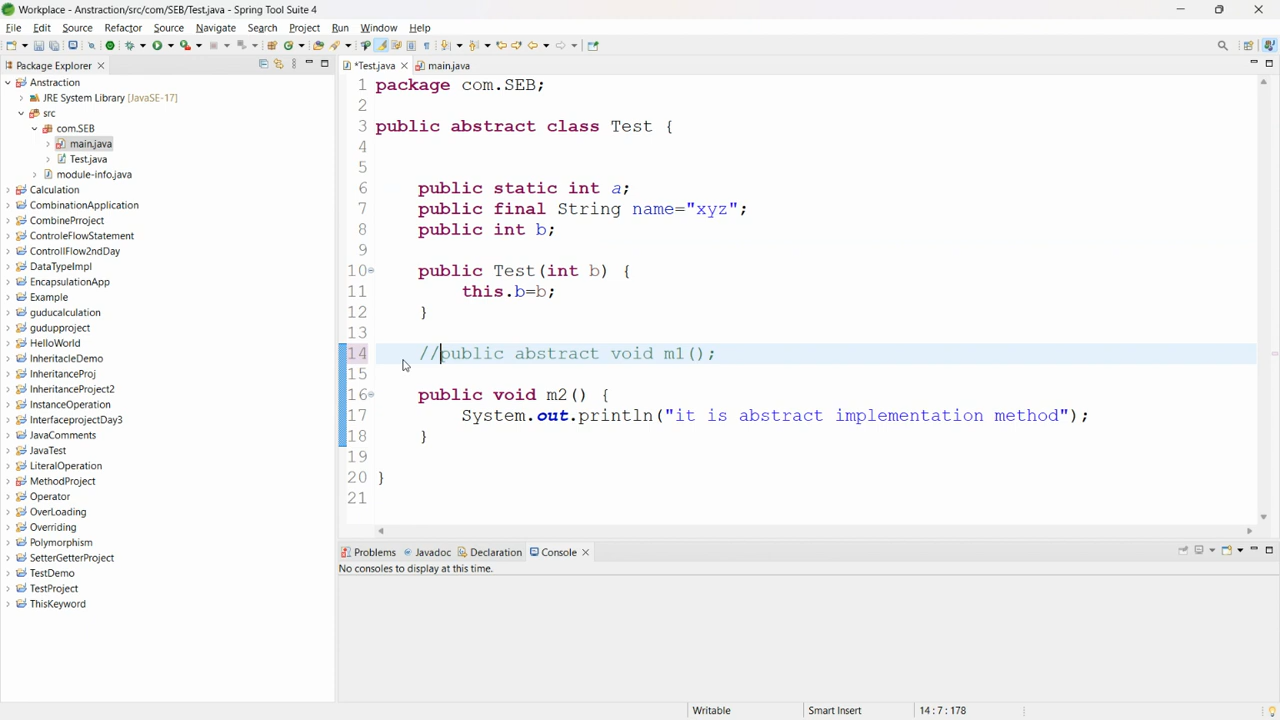 Workplace - Anstraction/src/com/SEB/Test.java - Spring Tool Suite 4
File Edit Source Refactor Source Navigate Search Project Run Window Help
Package Explorer
*Test.java main.java
Anstraction
JRE System Library [JavaSE-17]
src
com.SEB
main.java
Test.java
module-info.java
Calculation
CombinationApplication
CombinePrroject
ControleFlowStatement
ControllFlow2ndDay
DataTypeImpl
EncapsulationApp
Example
guducalculation
gudupproject
HelloWorld
InheritacleDemo
InheritanceProj
InheritanceProject2
InstanceOperation
InterfaceprojectDay3
JavaComments
JavaTest
LiteralOperation
MethodProject
Operator
OverLoading
Overriding
Polymorphism
SetterGetterProject
TestDemo
TestProject
ThisKeyword
1 package com.SEB;
2
3 public abstract class Test {
4
5
6 public static int a;
7 public final String name="xyz";
8 public int b;
9
10 public Test(int b) {
11 this.b=b;
12 }
13
14 //public abstract void m1();
15
16 public void m2() {
17 System.out.println("it is abstract implementation method");
18 }
19
20 }
21
Problems Javadoc Declaration Console
No consoles to display at this time.
Writable Smart Insert 14 : 7 : 178